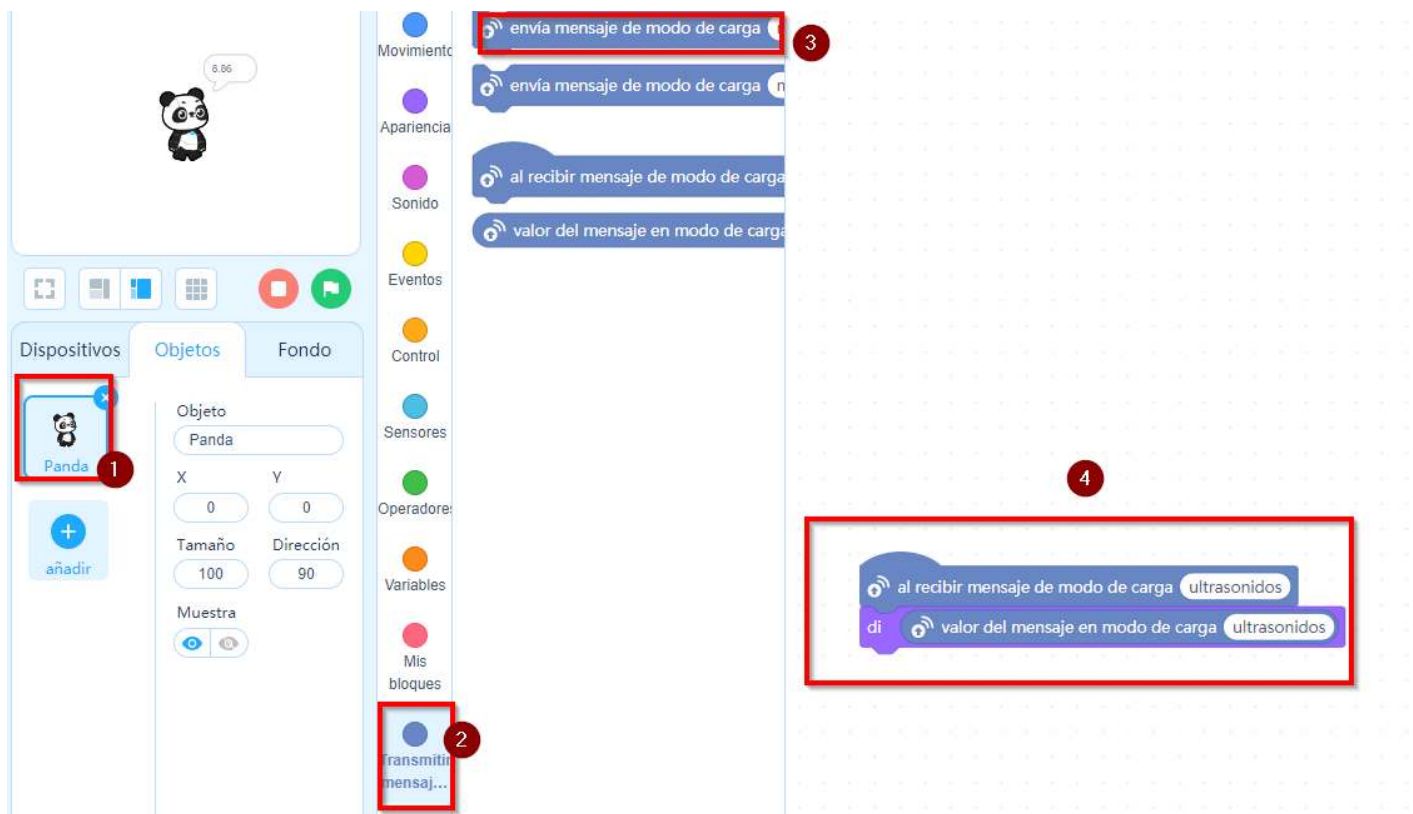 8.86
Dispositivos
Objetos
Fondo
Panda
1
añadir
Objeto
Panda
X
Y
0
0
Tamaño
Dirección
100
90
Muestra
Movimiento
Apariencia
Sonido
Eventos
Control
Sensores
Operadores
Variables
Mis
bloques
Transmitir
mensaj...
2
envía mensaje de modo de carga
3
envía mensaje de modo de carga
al recibir mensaje de modo de carga
valor del mensaje en modo de carga
4
al recibir mensaje de modo de carga ultrasonidos
di valor del mensaje en modo de carga ultrasonidos